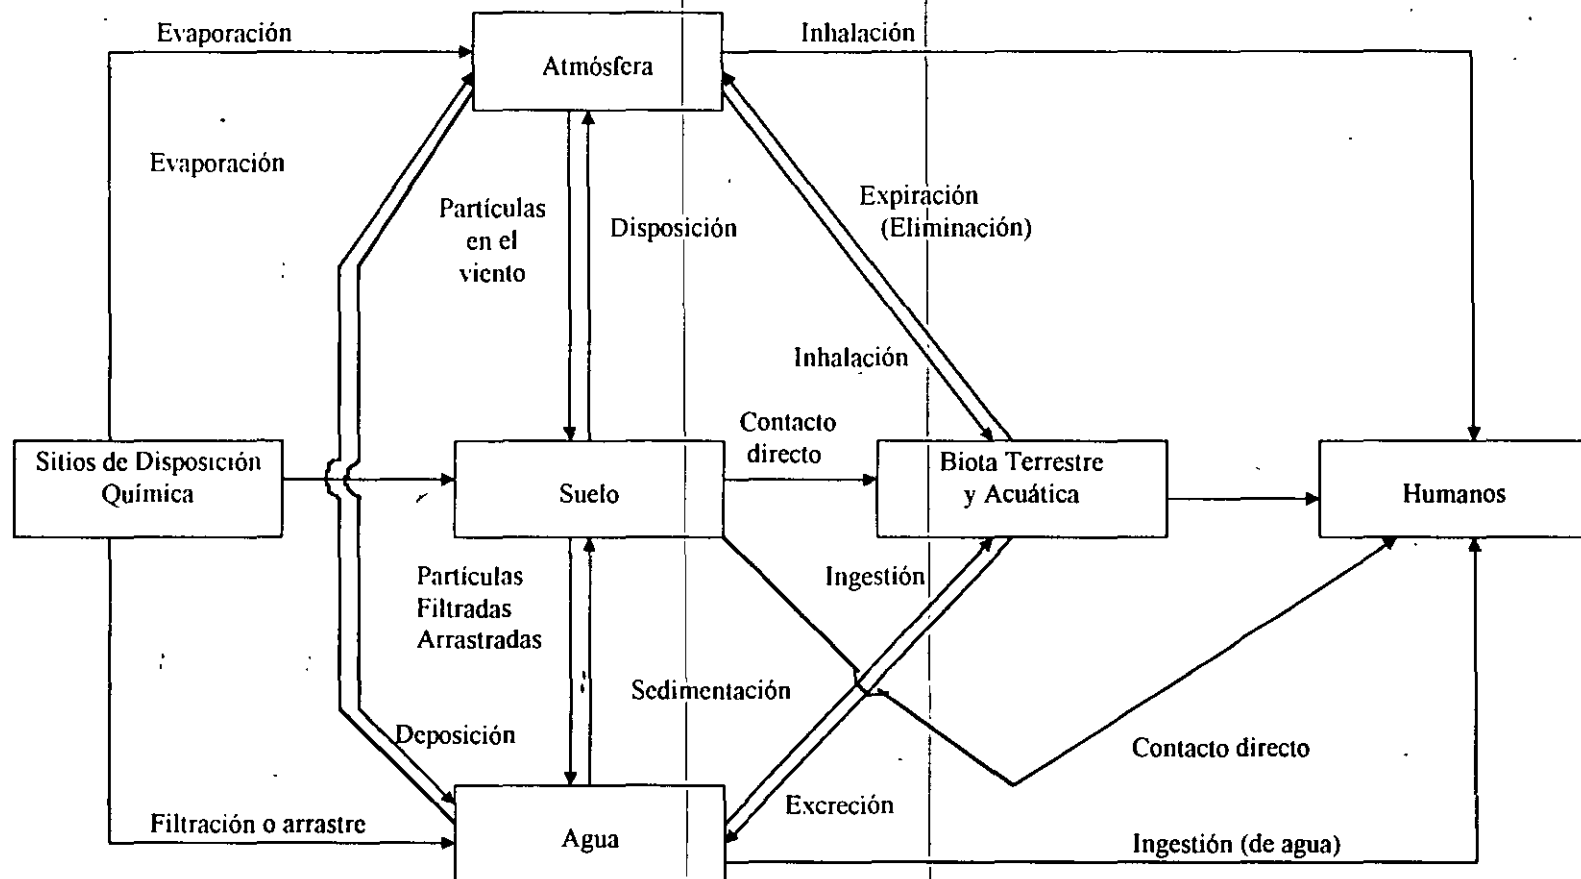 Evaporación
Inhalación
Atmósfera
Evaporación
Partículas
en el
viento
Disposición
Expiración
(Eliminación)
Inhalación
Contacto
directo
Sitios de Disposición
Química
Suelo
Biota Terrestre
y Acuática
Humanos
Partículas
Filtradas
Arrastradas
Ingestión
Sedimentación
Deposición
Contacto directo
Excreción
Filtración o arrastre
Agua
Ingestión (de agua)